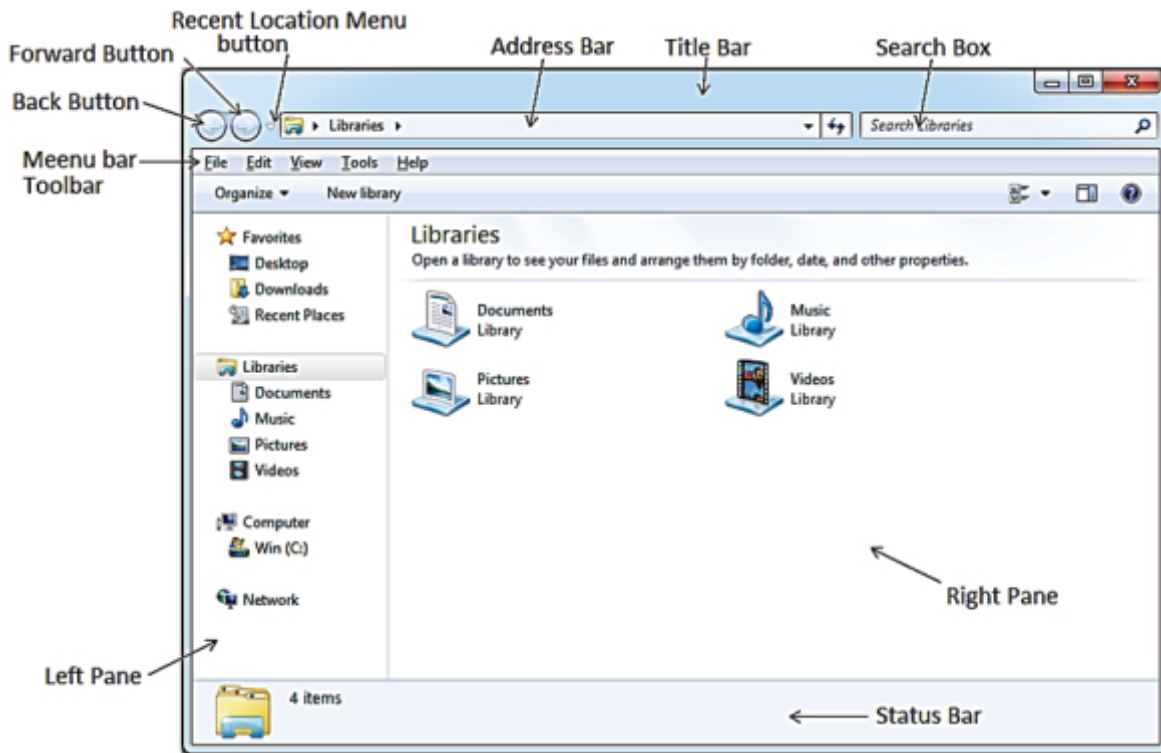 Recent Location Menu
button
Forward Button
Address Bar
Title Bar
Search Box
Back Button
Libraries
Search Libraries
Meenu bar
Toolbar
File Edit View Tools Help
Organize New library
Favorites
Desktop
Downloads
Recent Places
Libraries
Documents
Music
Pictures
Videos
Computer
Win (C:)
Network
Libraries
Open a library to see your files and arrange them by folder, date, and other properties.
Documents
Library
Music
Library
Pictures
Library
Videos
Library
Right Pane
Left Pane
4 items
Status Bar